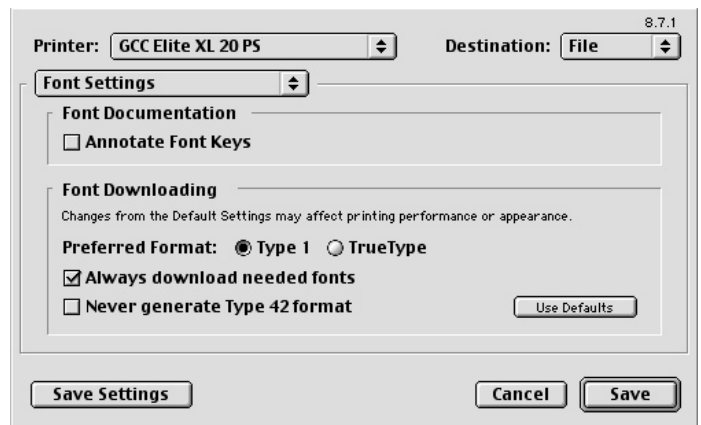 8.7.1
Printer: GCC Elite XL 20 PS Destination: File
Font Settings
Font Documentation
Annotate Font Keys
Font Downloading
Changes from the Default Settings may affect printing performance or appearance.
Preferred Format: Type 1 TrueType
Always download needed fonts
Never generate Type 42 format Use Defaults
Save Settings Cancel Save